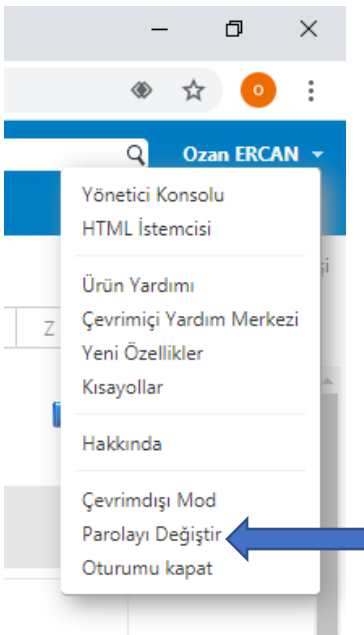 o
Ozan ERCAN
Yönetici Konsolu
HTML İstemcisi
şi
Ürün Yardımı
Z
Çevrimiçi Yardım Merkezi
Yeni Özellikler
Kısayollar
Hakkında
Çevrimdışı Mod
Parolayı Değiştir
Oturumu kapat